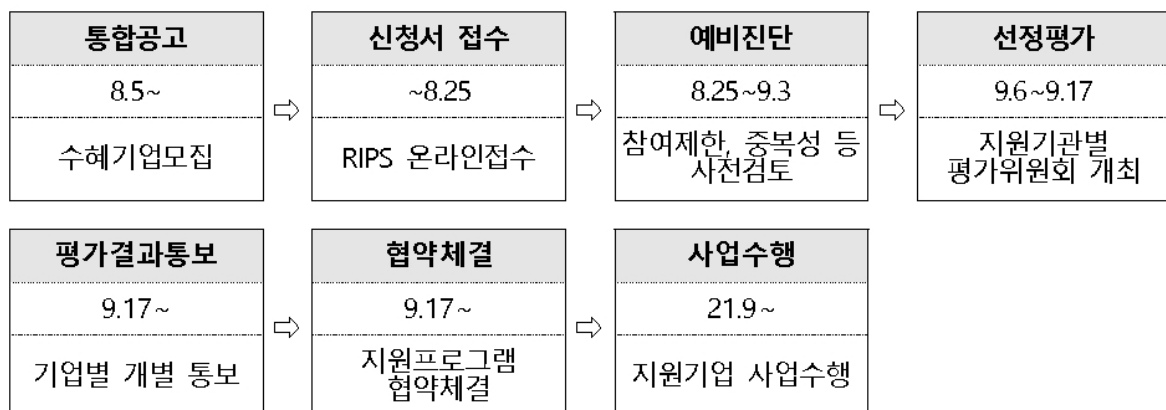 통합공고
8.5~
수혜기업모집
신청서 접수
~8.25
RIPS 온라인접수
예비진단
8.25~9.3
참여제한, 중복성 등
사전검토
선정평가
9.6~9.17
지원기관별
평가위원회 개최
평가결과통보
9.17~
기업별 개별 통보
협약체결
9.17~
지원프로그램
협약체결
사업수행
21.9~
지원기업 사업수행